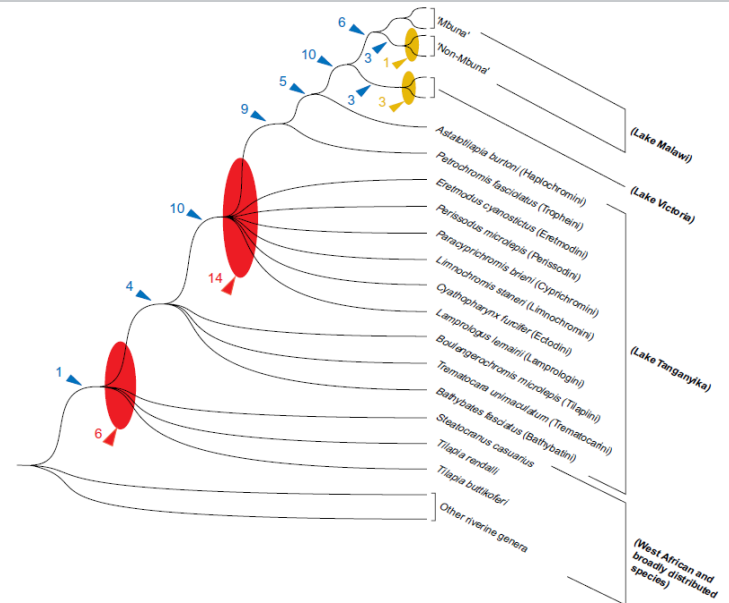 6
'Mbuna'
10
3
'Non-Mbuna'
1
5
3
3
9
(Lake Malawi)
Astatotilapia burtoni (Haplochromini)
Petrochromis fasciolatus (Tropheini)
(Lake Victoria)
Eretmodus cyanostictus (Eretmodini)
10
Perissodus microlepis (Perissodini)
Paracyprichromis brieni (Cyprichromini)
14
Limnochromis staneri (Limnochromini)
4
Cyathopharynx furcifer (Ectodini)
Lamprologus lemairii (Lamprologini)
(Lake Tanganyika)
Boulengerochromis microlepis (Tilapiini)
1
Trematocara unimaculatum (Trematocarini)
Bathybates fasciatus (Bathybatini)
6
Steatocranus casuarius
Tilapia rendalli
Tilapia buttikoferi
Other riverine genera
(West African and
broadly distributed
species)